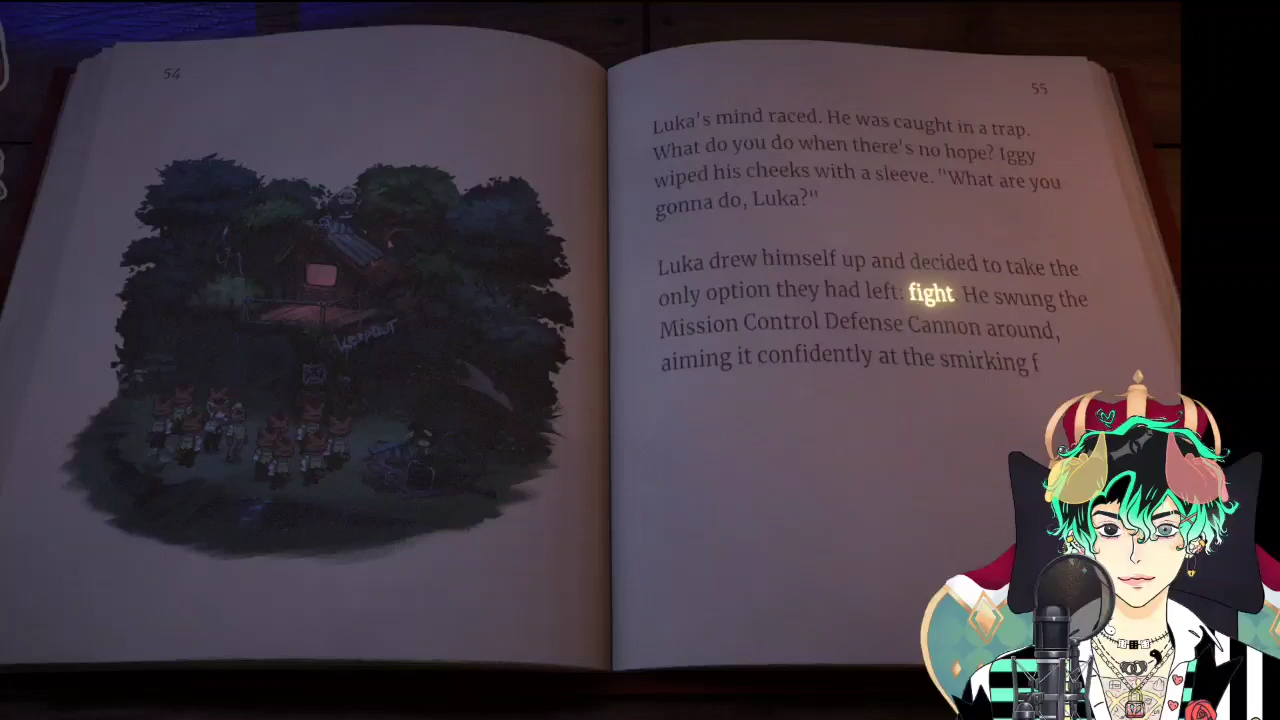 54
KEEPOUT
55
Luka's mind raced. He was caught in a trap.
What do you do when there's no hope? Iggy
wiped his cheeks with a sleeve. "What are you
gonna do, Luka?"
Luka drew himself up and decided to take the
only option they had left: fight. He swung the
Mission Control Defense Cannon around,
aiming it confidently at the smirking f